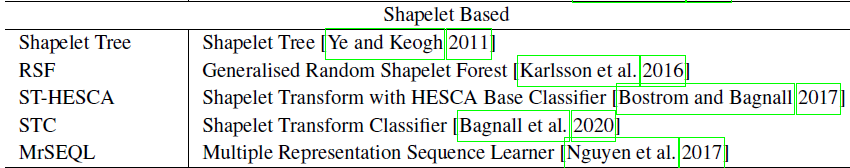 Shapelet Based
Shapelet Tree Shapelet Tree [Ye and Keogh 2011]
RSF Generalised Random Shapelet Forest [Karlsson et al. 2016]
ST-HESCA Shapelet Transform with HESCA Base Classifier [Bostrom and Bagnall 2017]
STC Shapelet Transform Classifier [Bagnall et al. 2020]
MrSEQL Multiple Representation Sequence Learner [Nguyen et al. 2017]